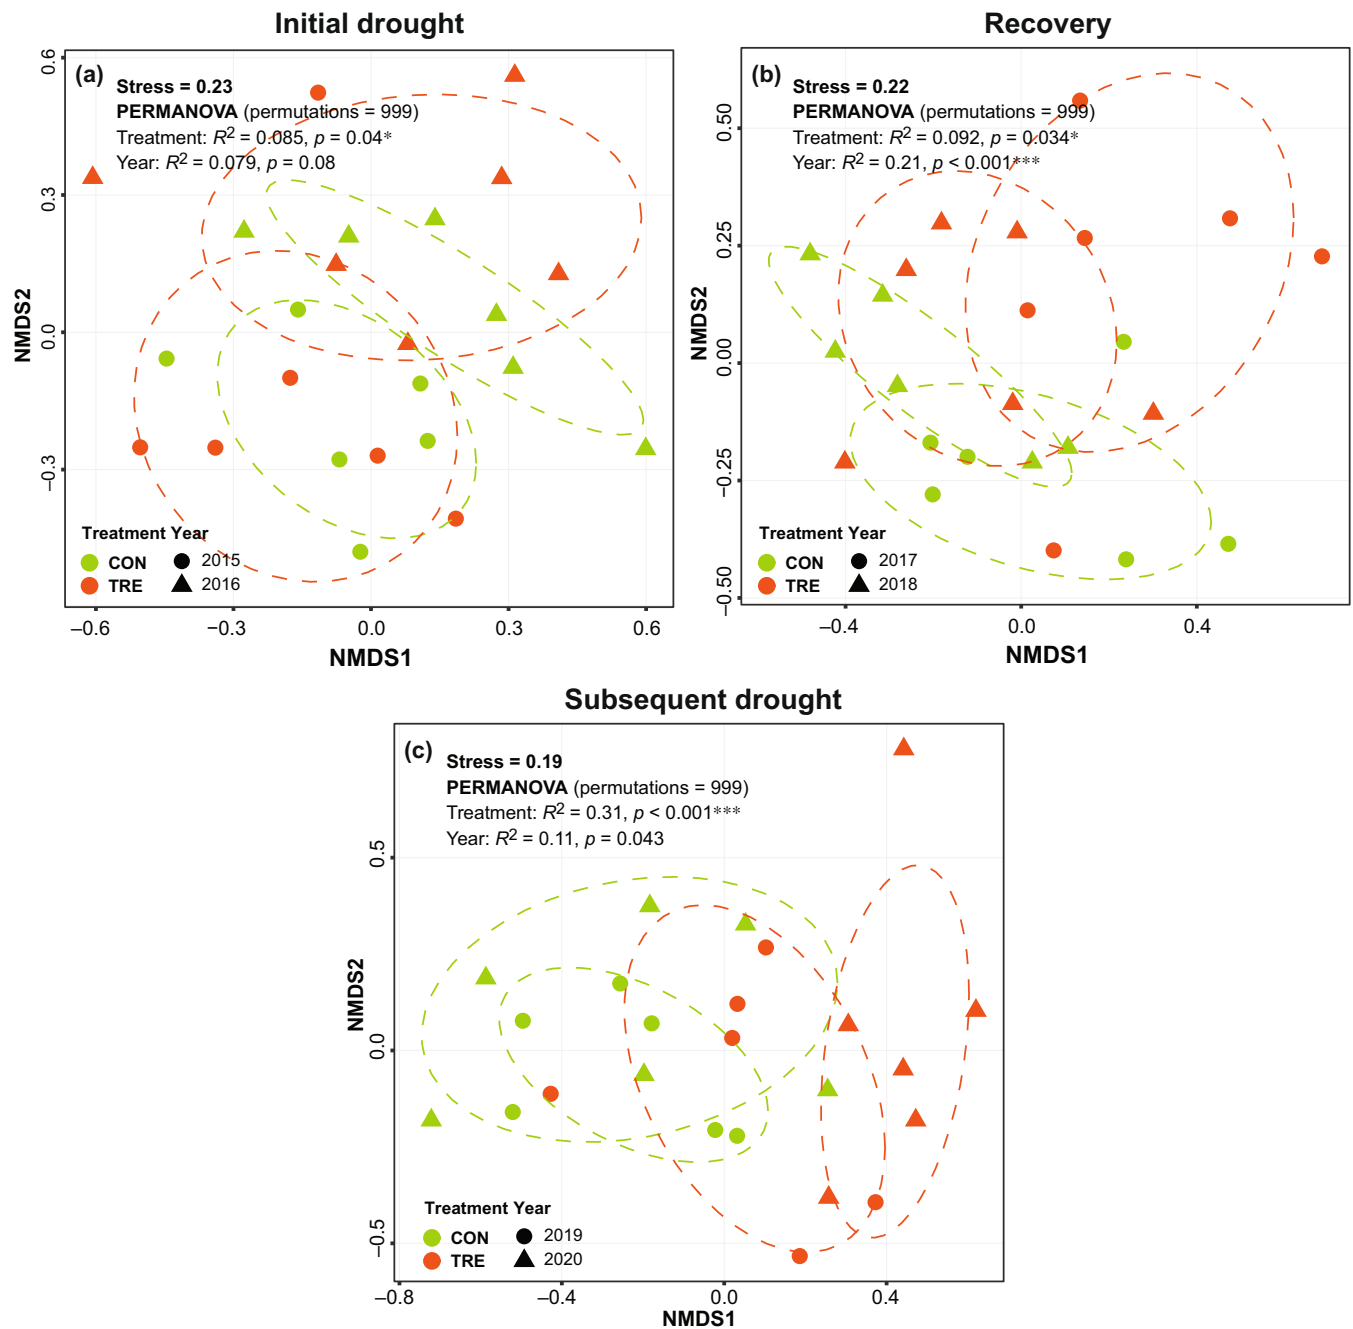 Initial drought
(a)
Stress = 0.23
PERMANOVA (permutations = 999)
Treatment: R² = 0.085, p = 0.04*
Year: R² = 0.079, p = 0.08
NMDS2
0.6
0.3
0.0
−0.3
Treatment Year
CON 2015
TRE 2016
−0.6 −0.3 0.0 0.3 0.6
NMDS1
Recovery
(b)
Stress = 0.22
PERMANOVA (permutations = 999)
Treatment: R² = 0.092, p = 0.034*
Year: R² = 0.21, p < 0.001***
NMDS2
0.50
0.25
0.00
−0.25
−0.50
Treatment Year
CON 2017
TRE 2018
−0.4 0.0 0.4
NMDS1
Subsequent drought
(c)
Stress = 0.19
PERMANOVA (permutations = 999)
Treatment: R² = 0.31, p < 0.001***
Year: R² = 0.11, p = 0.043
NMDS2
0.5
0.0
−0.5
Treatment Year
CON 2019
TRE 2020
−0.8 −0.4 0.0 0.4
NMDS1